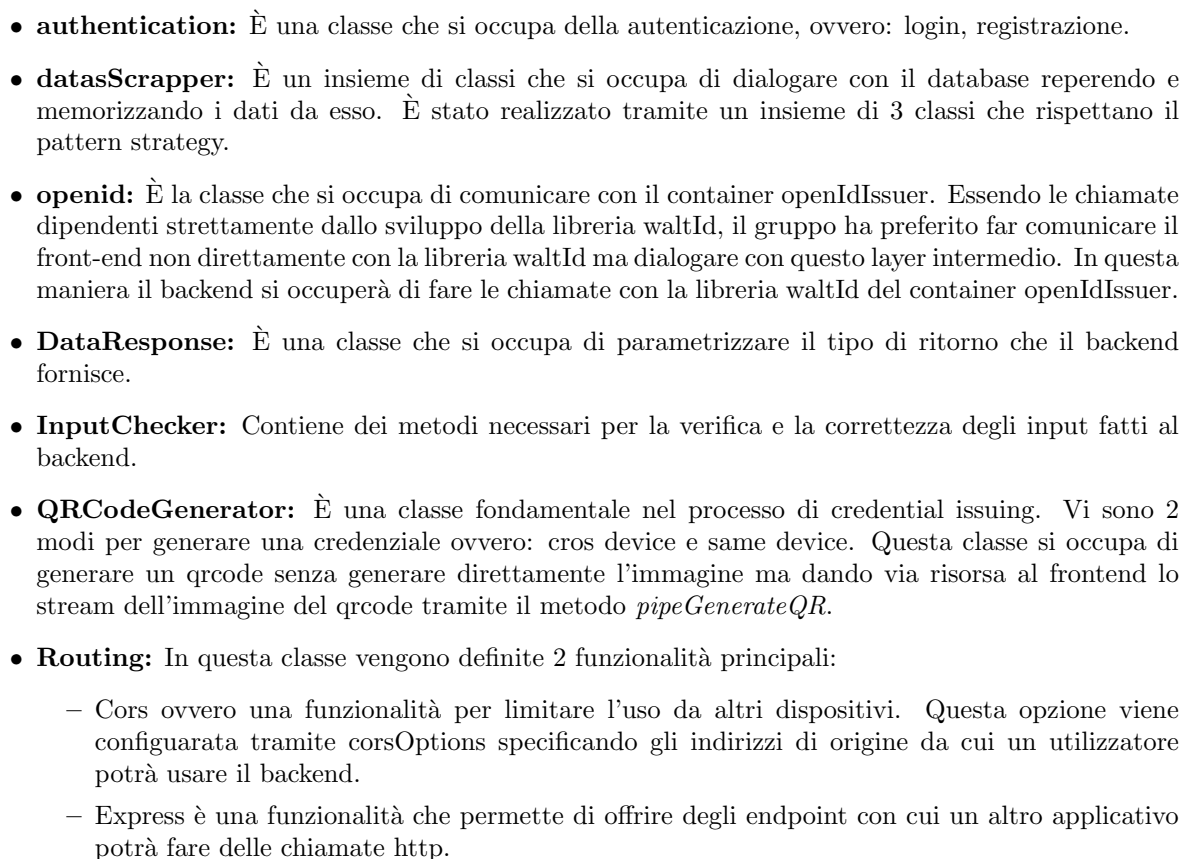 • authentication: È una classe che si occupa della autenticazione, ovvero: login, registrazione.
• datasScrapper: È un insieme di classi che si occupa di dialogare con il database reperendo e
memorizzando i dati da esso. È stato realizzato tramite un insieme di 3 classi che rispettano il
pattern strategy.
• openid: È la classe che si occupa di comunicare con il container openIdIssuer. Essendo le chiamate
dipendenti strettamente dallo sviluppo della libreria waltId, il gruppo ha preferito far comunicare il
front-end non direttamente con la libreria waltId ma dialogare con questo layer intermedio. In questa
maniera il backend si occuperà di fare le chiamate con la libreria waltId del container openIdIssuer.
• DataResponse: È una classe che si occupa di parametrizzare il tipo di ritorno che il backend
fornisce.
• InputChecker: Contiene dei metodi necessari per la verifica e la correttezza degli input fatti al
backend.
• QRCodeGenerator: È una classe fondamentale nel processo di credential issuing. Vi sono 2
modi per generare una credenziale ovvero: cros device e same device. Questa classe si occupa di
generare un qrcode senza generare direttamente l'immagine ma dando via risorsa al frontend lo
stream dell'immagine del qrcode tramite il metodo pipeGenerateQR.
• Routing: In questa classe vengono definite 2 funzionalità principali:
– Cors ovvero una funzionalità per limitare l'uso da altri dispositivi. Questa opzione viene
configuarata tramite corsOptions specificando gli indirizzi di origine da cui un utilizzatore
potrà usare il backend.
– Express è una funzionalità che permette di offrire degli endpoint con cui un altro applicativo
potrà fare delle chiamate http.